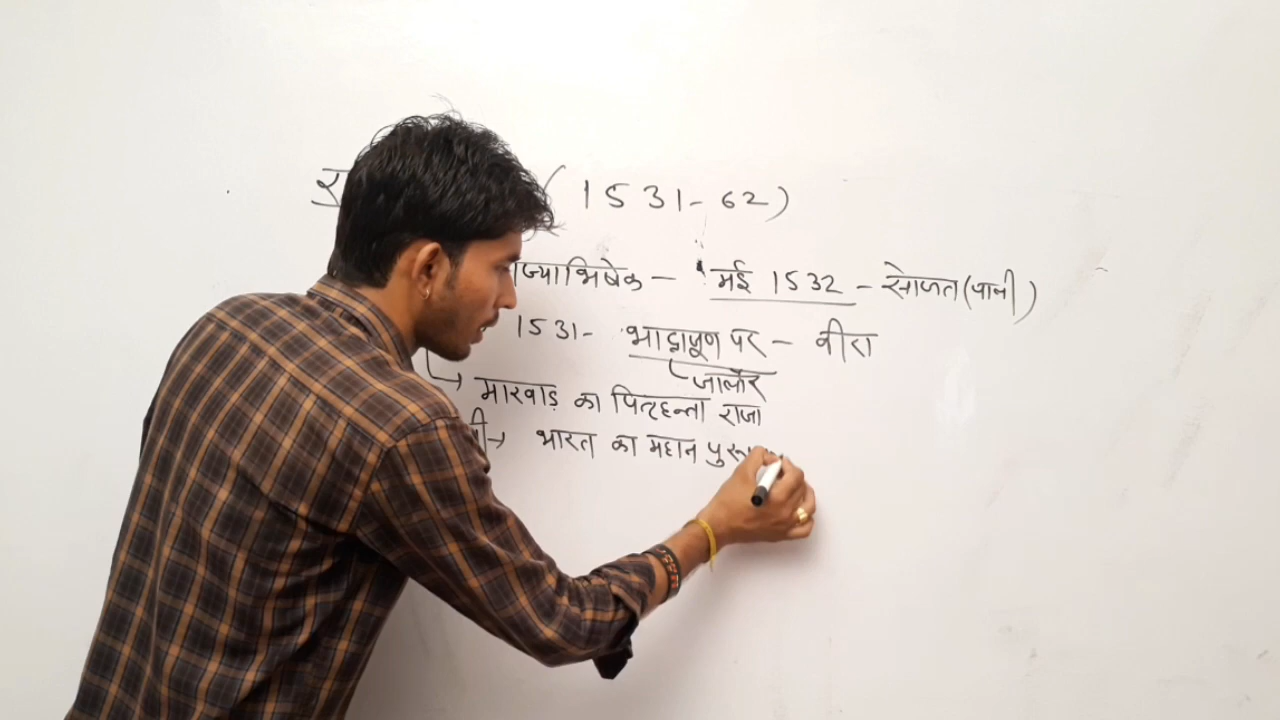 (1531-62)
ज्याभिषेक - मई 1532 - सोजत (पाली)
1531- भाद्राजूण पर - वीरा
जालौर
↳ मारवाड़ का पितृहन्ता राजा
→ भारत का महान पुरू